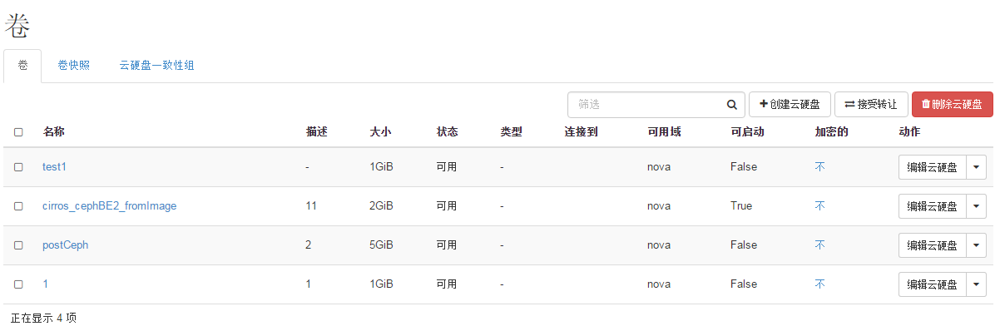 卷
卷 卷快照 云硬盘一致性组
筛选 创建云硬盘 接受转让 删除云硬盘
名称 描述 大小 状态 类型 连接到 可用域 可启动 加密的 动作
test1 - 1GiB 可用 - nova False 不 编辑云硬盘
cirros_cephBE2_fromImage 11 2GiB 可用 - nova True 不 编辑云硬盘
postCeph 2 5GiB 可用 - nova False 不 编辑云硬盘
1 1 1GiB 可用 - nova False 不 编辑云硬盘
正在显示 4 项